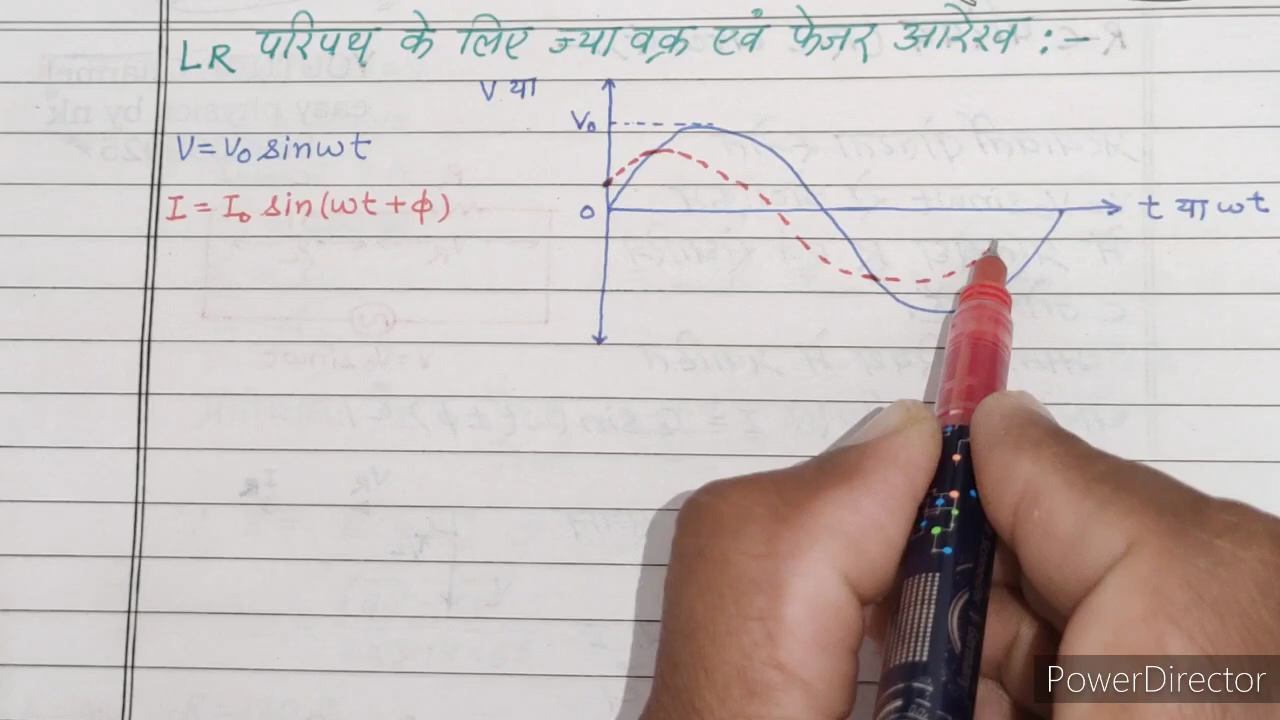 LR परिपथ के लिए ज्या वक्र एवं फेजर आरेख :-
V या
V₀
V = V₀ sinωt
I = I₀ sin(ωt + ϕ)
0
t या ωt
PowerDirector